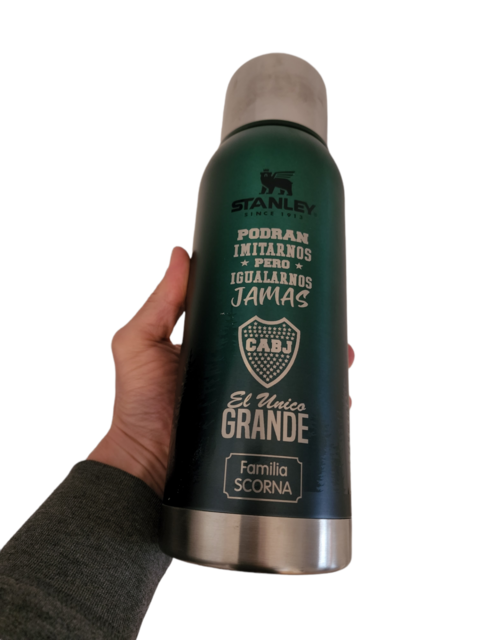 STANLEY
SINCE 1913
PODRAN
IMITARNOS
★ PERO ★
IGUALARNOS
JAMAS
CABJ
El Unico
GRANDE
Familia
SCORNA